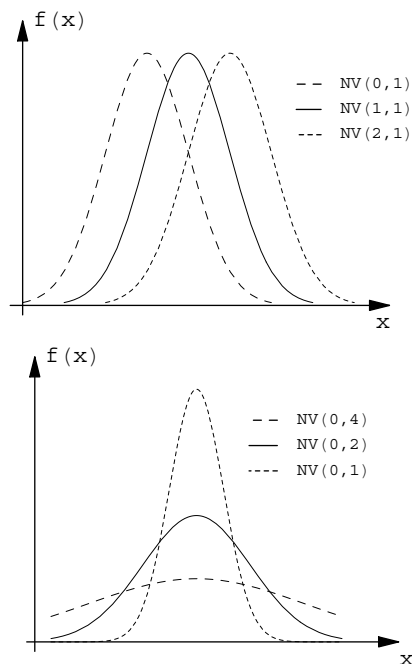 f(x)
NV(0,1)
NV(1,1)
NV(2,1)
x
f(x)
NV(0,4)
NV(0,2)
NV(0,1)
x